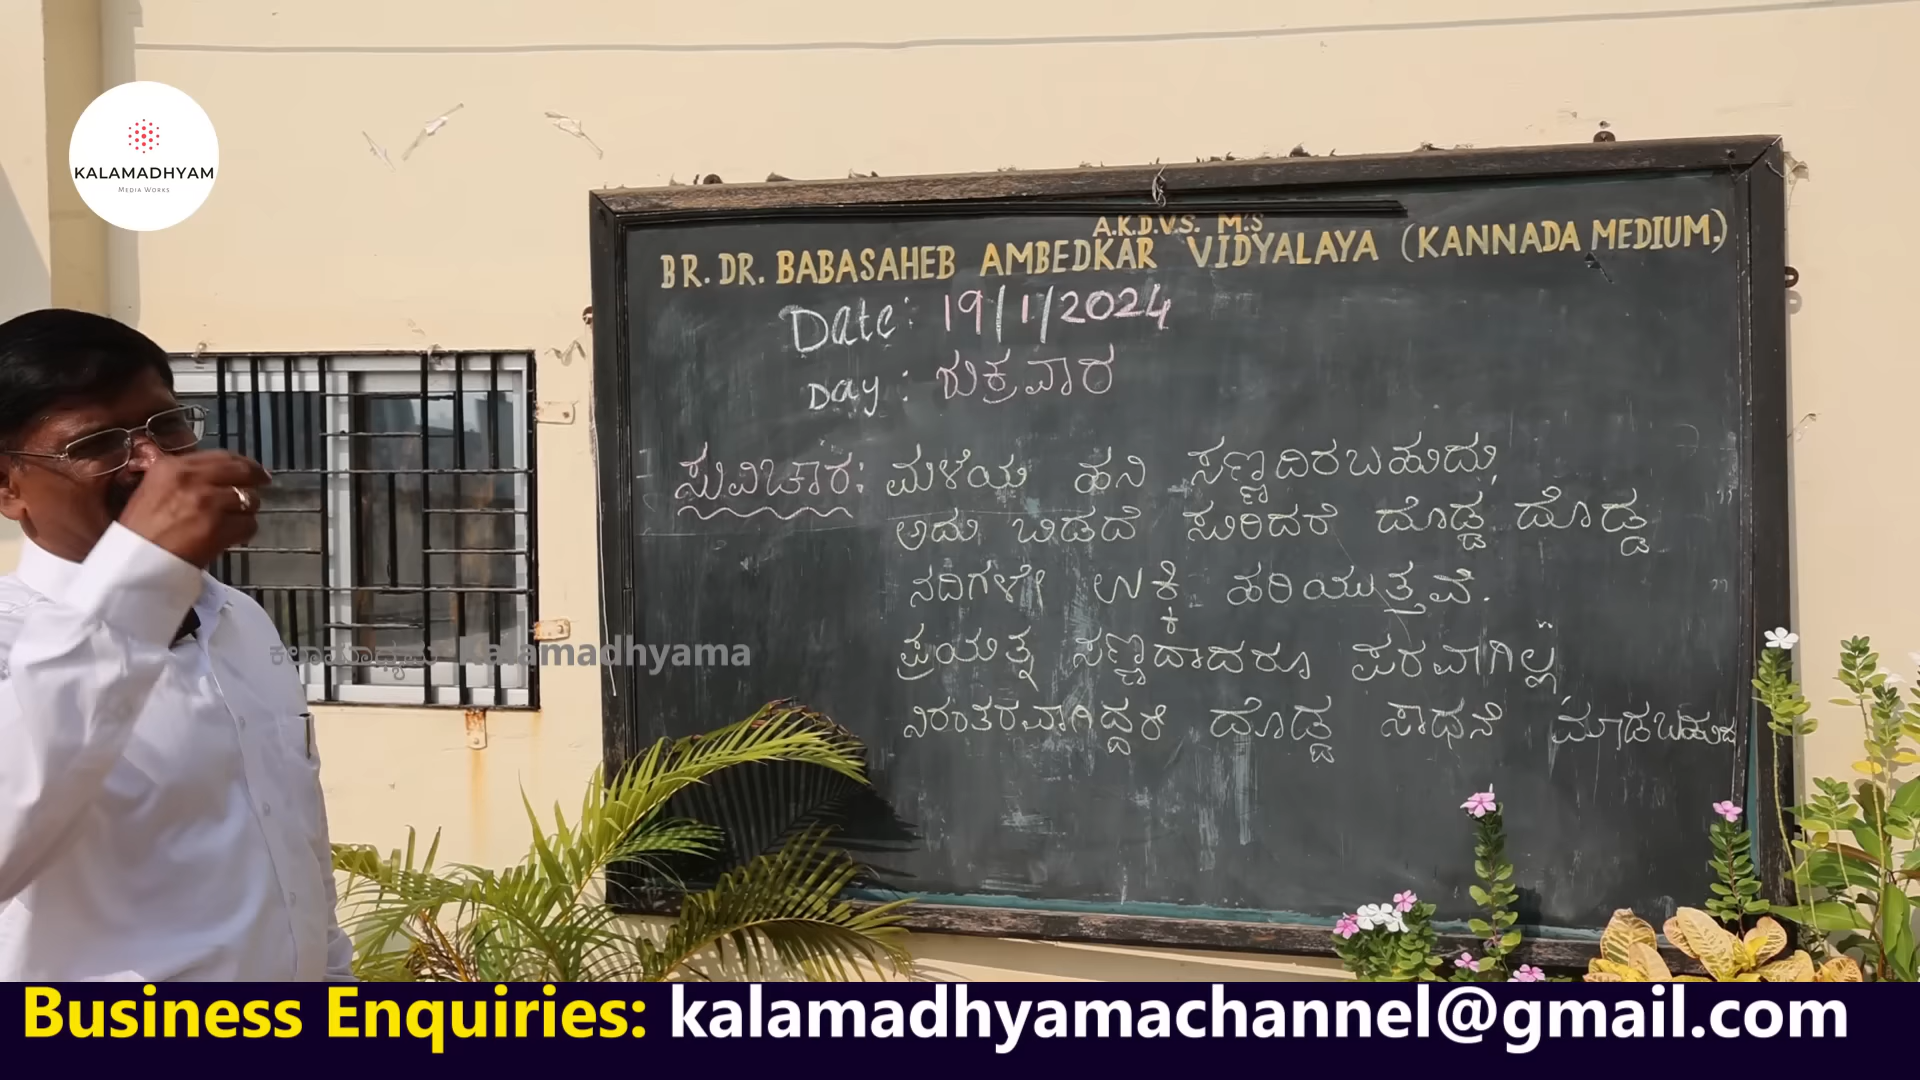 KALAMADHYAM
MEDIA WORKS
A.K.D.V.S. M'S
BR. DR. BABASAHEB AMBEDKAR VIDYALAYA (KANNADA MEDIUM.)
Date: 19/1/2024
Day: ಶುಕ್ರವಾರ
ಸುವಿಚಾರ: ಮಳೆಯ ಹನಿ ಸಣ್ಣದಿರಬಹುದು,
ಅದು ಬಿಡದೆ ಸುರಿದರೆ ದೊಡ್ಡ ದೊಡ್ಡ
ನದಿಗಳೇ ಉಕ್ಕಿ ಹರಿಯುತ್ತವೆ.
ಪ್ರಯತ್ನ ಸಣ್ಣದಾದರೂ ಪರವಾಗಿಲ್ಲ
ನಿರಂತರವಾಗಿದ್ದರೆ ದೊಡ್ಡ ಸಾಧನೆ ಮಾಡಬಹುದು
ಕಲಾಮಾಧ್ಯಮ Kalamadhyama
Business Enquiries: kalamadhyamachannel@gmail.com